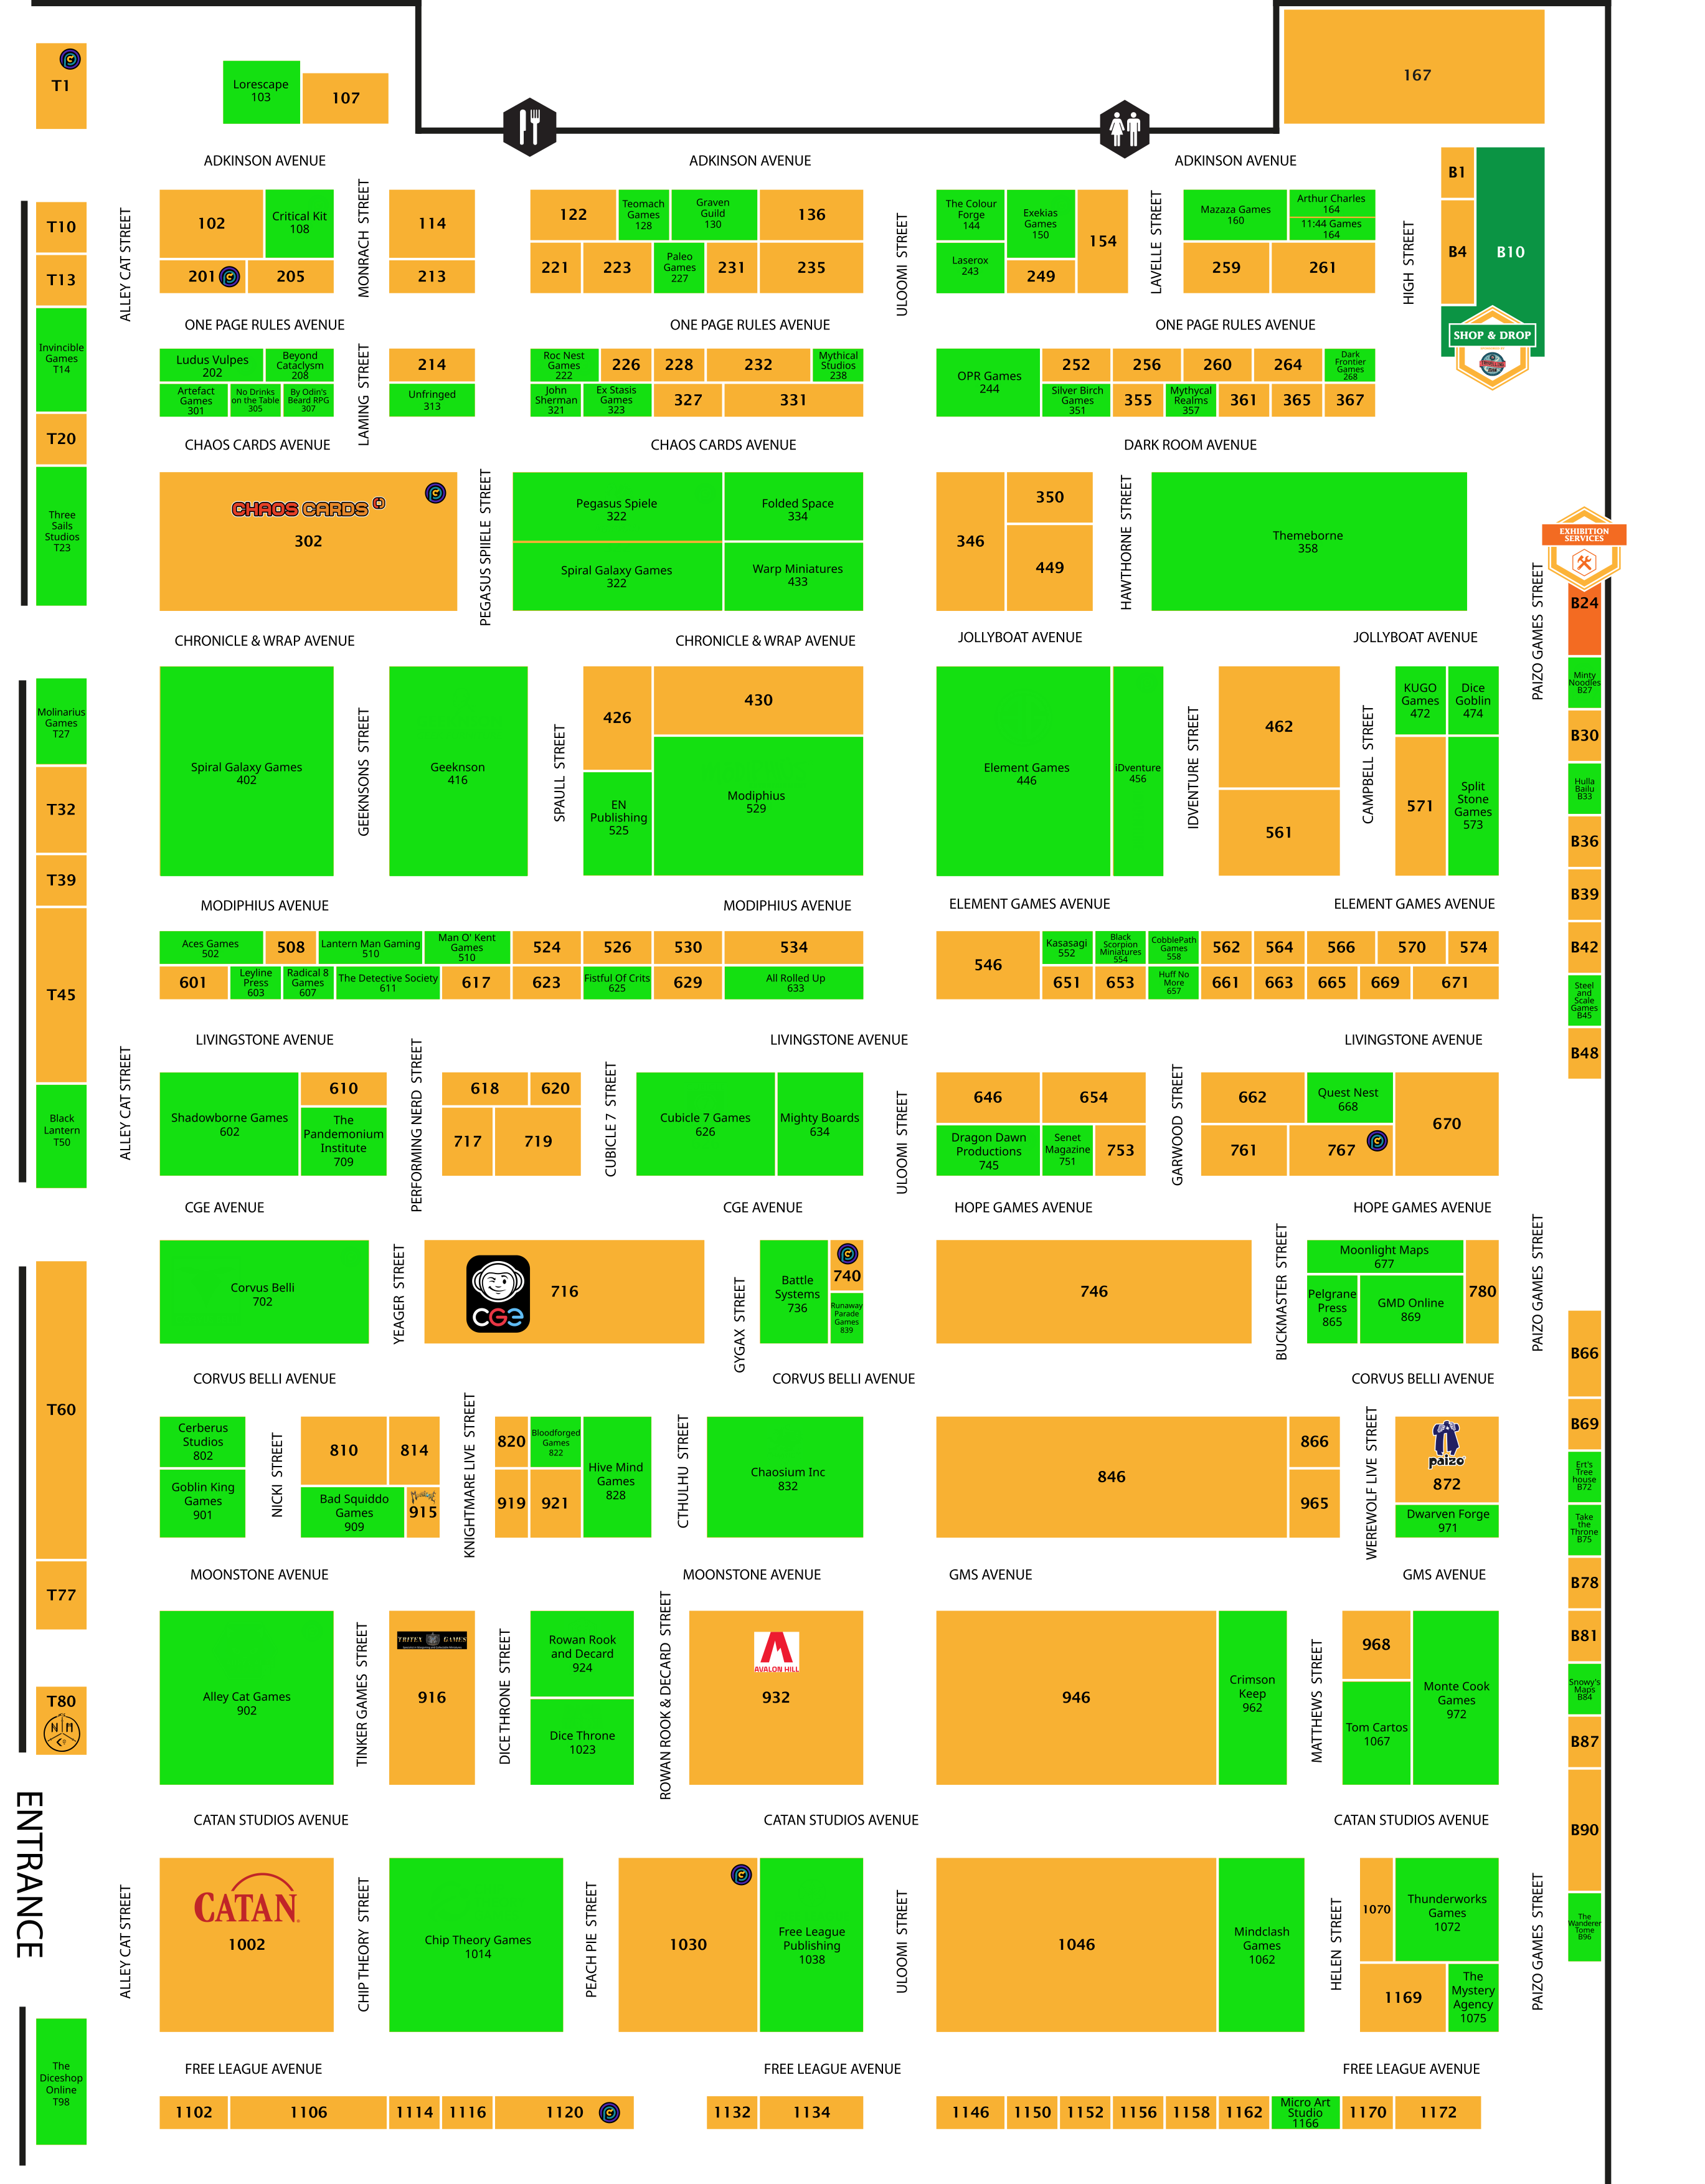 T1
Lorescape
103
107
167
ADKINSON AVENUE
ADKINSON AVENUE
ADKINSON AVENUE
ALLEY CAT STREET
MONRACH STREET
ULOOMI STREET
LAVELLE STREET
HIGH STREET
T10
T13
Invincible
Games
T14
T20
Three
Sails
Studios
T23
102
Critical Kit
108
201
205
114
213
122
Teomach
Games
128
Graven
Guild
130
136
221
223
Paleo
Games
227
231
235
The Colour
Forge
144
Exekias
Games
150
154
Laserox
243
249
Mazaza Games
160
Arthur Charles
164
11:44 Games
164
259
261
B1
B4
B10
SHOP & DROP
ONE PAGE RULES AVENUE
ONE PAGE RULES AVENUE
ONE PAGE RULES AVENUE
LAMING STREET
Ludus Vulpes
202
Beyond
Cataclysm
208
Artefact
Games
301
No Drinks
on the Table
305
By Odin's
Beard RPG
307
214
Unfringed
313
Roc Nest
Games
222
226
228
232
Mythical
Studios
238
John
Sherman
321
Ex Stasis
Games
323
327
331
OPR Games
244
252
256
260
264
Dark
Frontier
Games
268
Silver Birch
Games
351
355
Mythycal
Realms
357
361
365
367
CHAOS CARDS AVENUE
CHAOS CARDS AVENUE
DARK ROOM AVENUE
CHAOS CARDS
302
PEGASUS SPIIELE STREET
Pegasus Spiele
322
Folded Space
334
Spiral Galaxy Games
322
Warp Miniatures
433
346
350
449
HAWTHORNE STREET
Themeborne
358
EXHIBITION
SERVICES
B24
PAIZO GAMES STREET
CHRONICLE & WRAP AVENUE
CHRONICLE & WRAP AVENUE
JOLLYBOAT AVENUE
JOLLYBOAT AVENUE
Molinarius
Games
T27
T32
T39
T45
Black
Lantern
T50
Spiral Galaxy Games
402
GEEKNSONS STREET
Geeknson
416
SPAULL STREET
426
430
EN
Publishing
525
Modiphius
529
Element Games
446
iDventure
456
IDVENTURE STREET
462
561
CAMPBELL STREET
KUGO
Games
472
Dice
Goblin
474
571
Split
Stone
Games
573
Minty
Noodles
B27
B30
Hulla
Ballu
B33
B36
B39
B42
Steel
and
Scale
Games
B45
B48
MODIPHIUS AVENUE
MODIPHIUS AVENUE
ELEMENT GAMES AVENUE
ELEMENT GAMES AVENUE
Aces Games
502
508
Lantern Man Gaming
510
Man O' Kent
Games
510
524
526
530
534
601
Leyline
Press
603
Radical 8
Games
607
The Detective Society
611
617
623
Fistful Of Crits
625
629
All Rolled Up
633
546
Kasasagi
552
Black
Scorpion
Miniatures
554
CobblePath
Games
558
562
564
566
570
574
651
653
Huff No
More
657
661
663
665
669
671
LIVINGSTONE AVENUE
LIVINGSTONE AVENUE
LIVINGSTONE AVENUE
ALLEY CAT STREET
PERFORMING NERD STREET
CUBICLE 7 STREET
ULOOMI STREET
GARWOOD STREET
Shadowborne Games
602
610
The
Pandemonium
Institute
709
618
620
717
719
Cubicle 7 Games
626
Mighty Boards
634
646
654
Dragon Dawn
Productions
745
Senet
Magazine
751
753
662
Quest Nest
668
670
761
767
CGE AVENUE
CGE AVENUE
HOPE GAMES AVENUE
HOPE GAMES AVENUE
T60
T77
T80
N M
Corvus Belli
702
YEAGER STREET
CGE
716
GYGAX STREET
Battle
Systems
736
740
Runaway
Parade
Games
839
746
BUCKMASTER STREET
Moonlight Maps
677
Pelgrane
Press
865
GMD Online
869
780
PAIZO GAMES STREET
CORVUS BELLI AVENUE
CORVUS BELLI AVENUE
CORVUS BELLI AVENUE
Cerberus
Studios
802
Goblin King
Games
901
NICKI STREET
810
814
Bad Squiddo
Games
909
915
KNIGHTMARE LIVE STREET
820
Bloodforged
Games
822
Hive Mind
Games
828
919
921
CTHULHU STREET
Chaosium Inc
832
846
866
965
WEREWOLF LIVE STREET
paizo
872
Dwarven Forge
971
B66
B69
Ert's
Tree
house
B72
Take
the
Throne
B75
B78
B81
Snowy's
Maps
B84
B87
B90
The
Wanderer
Tome
B96
MOONSTONE AVENUE
MOONSTONE AVENUE
GMS AVENUE
GMS AVENUE
Alley Cat Games
902
TINKER GAMES STREET
TRITEX GAMES
916
DICE THRONE STREET
Rowan Rook
and Decard
924
Dice Throne
1023
ROWAN ROOK & DECARD STREET
AVALON HILL
932
946
Crimson
Keep
962
MATTHEWS STREET
968
Tom Cartos
1067
Monte Cook
Games
972
CATAN STUDIOS AVENUE
CATAN STUDIOS AVENUE
CATAN STUDIOS AVENUE
ENTRANCE
ALLEY CAT STREET
CATAN
1002
CHIP THEORY STREET
Chip Theory Games
1014
PEACH PIE STREET
1030
Free League
Publishing
1038
ULOOMI STREET
1046
Mindclash
Games
1062
HELEN STREET
1070
Thunderworks
Games
1072
1169
The
Mystery
Agency
1075
PAIZO GAMES STREET
The
Diceshop
Online
T98
FREE LEAGUE AVENUE
FREE LEAGUE AVENUE
FREE LEAGUE AVENUE
1102
1106
1114
1116
1120
1132
1134
1146
1150
1152
1156
1158
1162
Micro Art
Studio
1166
1170
1172